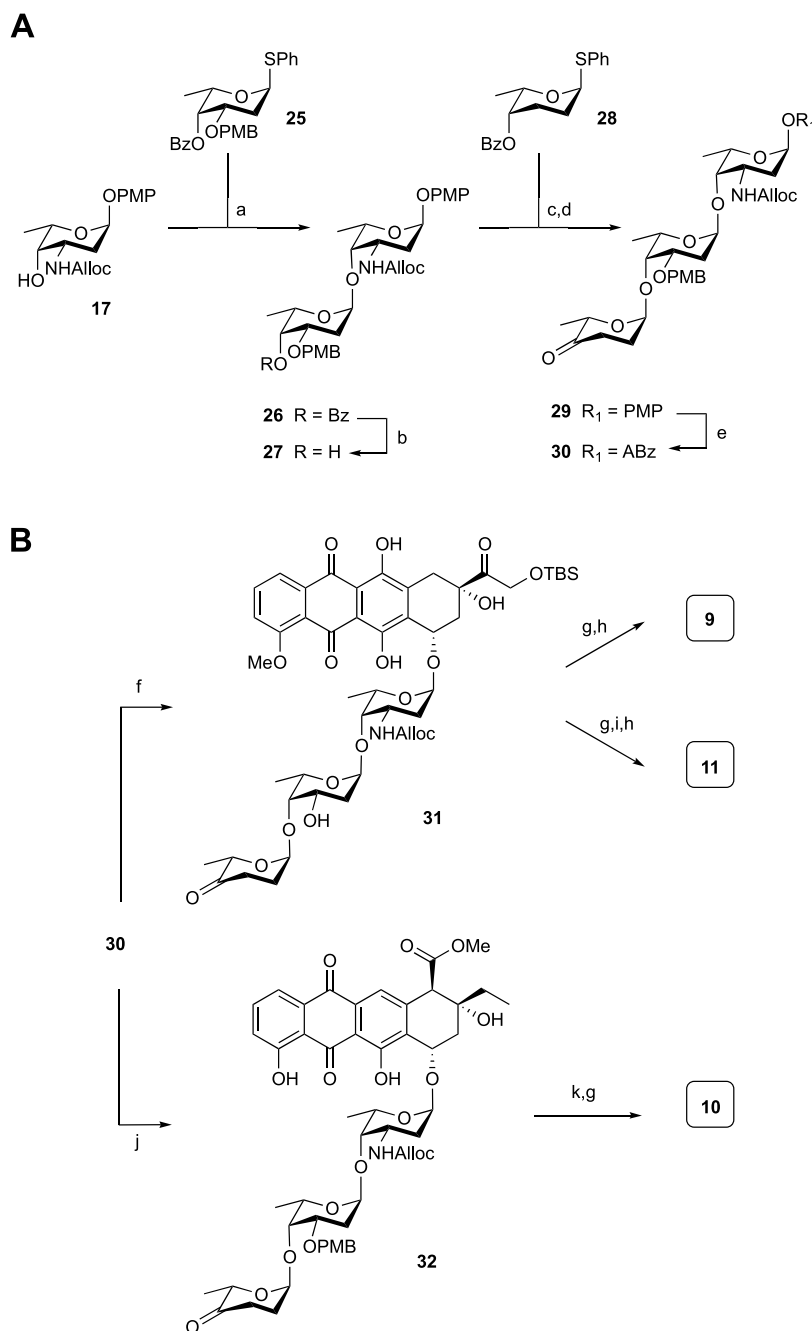 A
SPh
O
25
OPMB
BzO
SPh
O
28
BzO
OPMP
O
NHAlloc
HO
17
a
OPMP
O
NHAlloc
O
O
OPMB
RO
26 R = Bz
27 R = H
b
c,d
OR1
O
NHAlloc
O
O
OPMB
O
O
O
29 R1 = PMP
30 R1 = ABz
e
B
O
OH
O
OTBS
OH
MeO
O
OH
O
O
NHAlloc
O
O
OH
O
O
O
31
f
g,h
9
g,i,h
11
30
j
O
OMe
O
OH
OH
O
OH
O
O
NHAlloc
O
O
OPMB
O
O
O
32
k,g
10